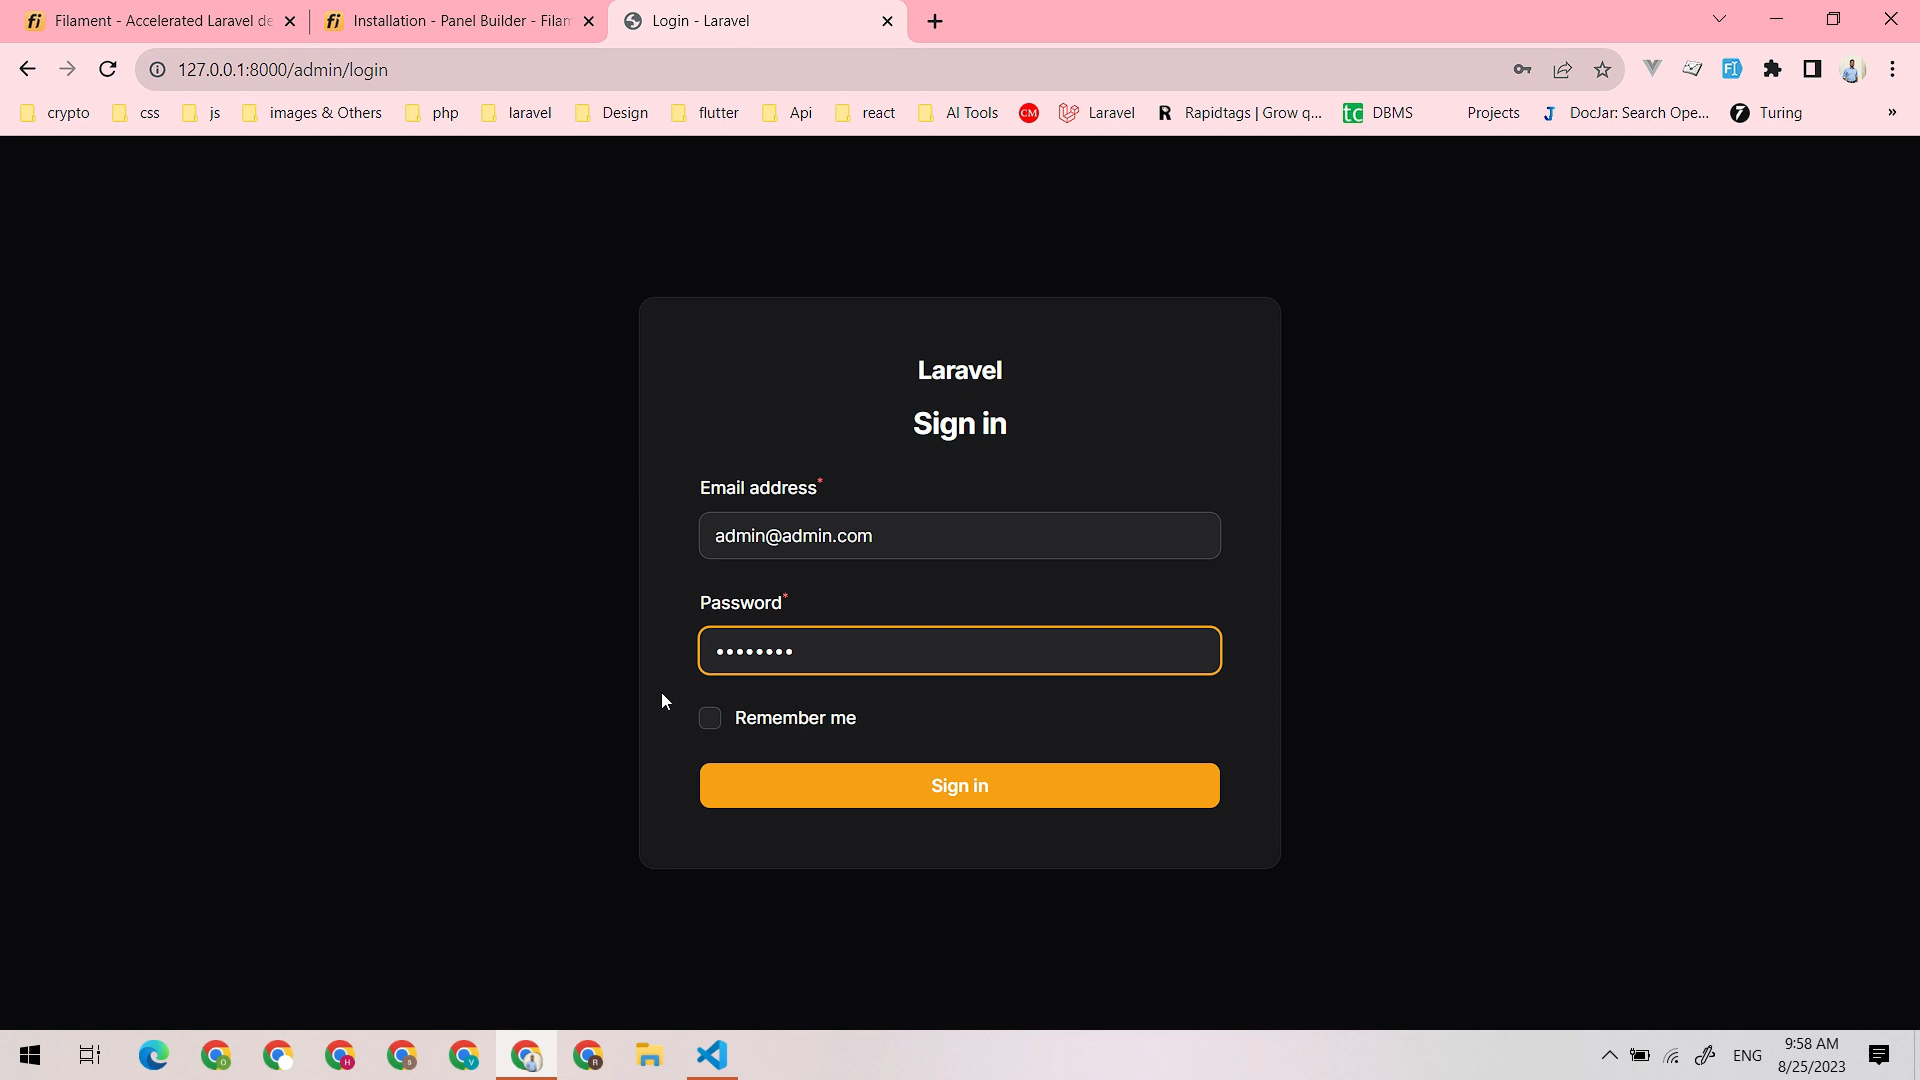 Filament - Accelerated Laravel de
Installation - Panel Builder - Filam
Login - Laravel
127.0.0.1:8000/admin/login
crypto css js images & Others php laravel Design flutter Api react AI Tools CM Laravel R Rapidtags | Grow q... tc DBMS Projects J DocJar: Search Ope... Turing »
Laravel
Sign in
Email address*
admin@admin.com
Password*
••••••••
Remember me
Sign in
ENG
9:58 AM
8/25/2023